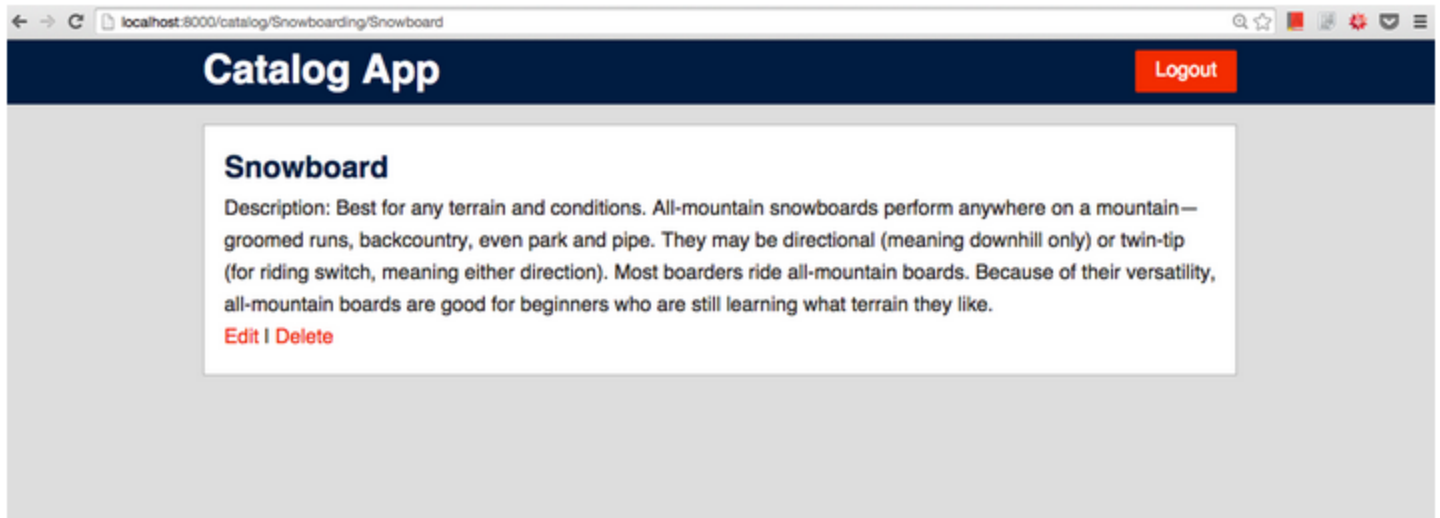 localhost:8000/catalog/Snowboarding/Snowboard
Catalog App
Logout
Snowboard
Description: Best for any terrain and conditions. All-mountain snowboards perform anywhere on a mountain—
groomed runs, backcountry, even park and pipe. They may be directional (meaning downhill only) or twin-tip
(for riding switch, meaning either direction). Most boarders ride all-mountain boards. Because of their versatility,
all-mountain boards are good for beginners who are still learning what terrain they like.
Edit | Delete